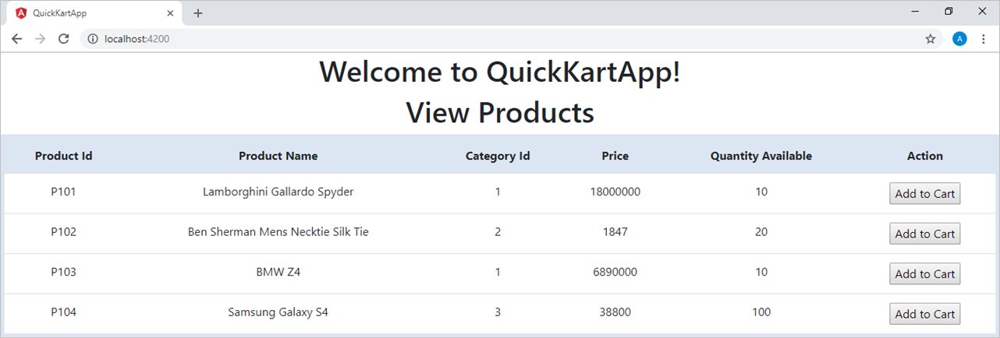 QuickKartApp
localhost:4200
A
Welcome to QuickKartApp!
View Products
Product Id Product Name Category Id Price Quantity Available Action
P101 Lamborghini Gallardo Spyder 1 18000000 10 Add to Cart
P102 Ben Sherman Mens Necktie Silk Tie 2 1847 20 Add to Cart
P103 BMW Z4 1 6890000 10 Add to Cart
P104 Samsung Galaxy S4 3 38800 100 Add to Cart